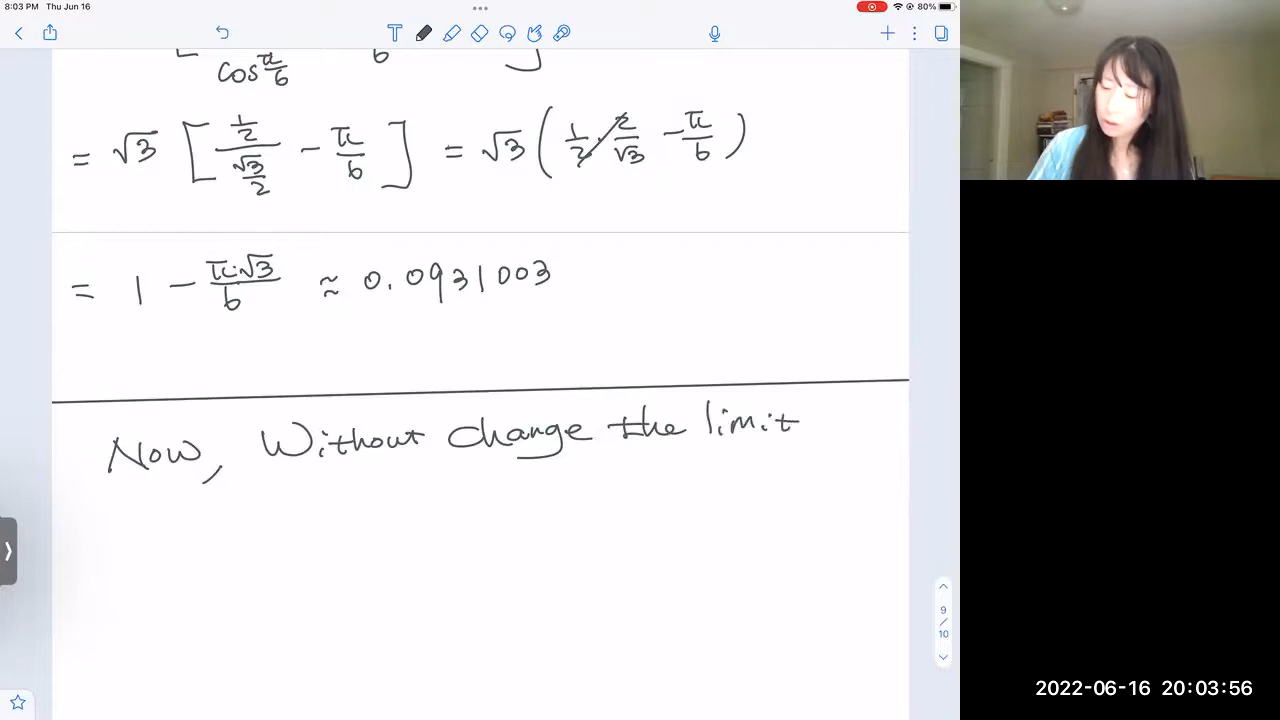 8:03 PM Thu Jun 16 80%
cos π/6 6 ]
= √3 [ (1/2)/(√3/2) - π/6 ] = √3 ( 1/2 · 2/√3 - π/6 )
= 1 - π·√3/6 ≈ 0.0931003
Now, Without change the limit
9
/
10
2022-06-16 20:03:56